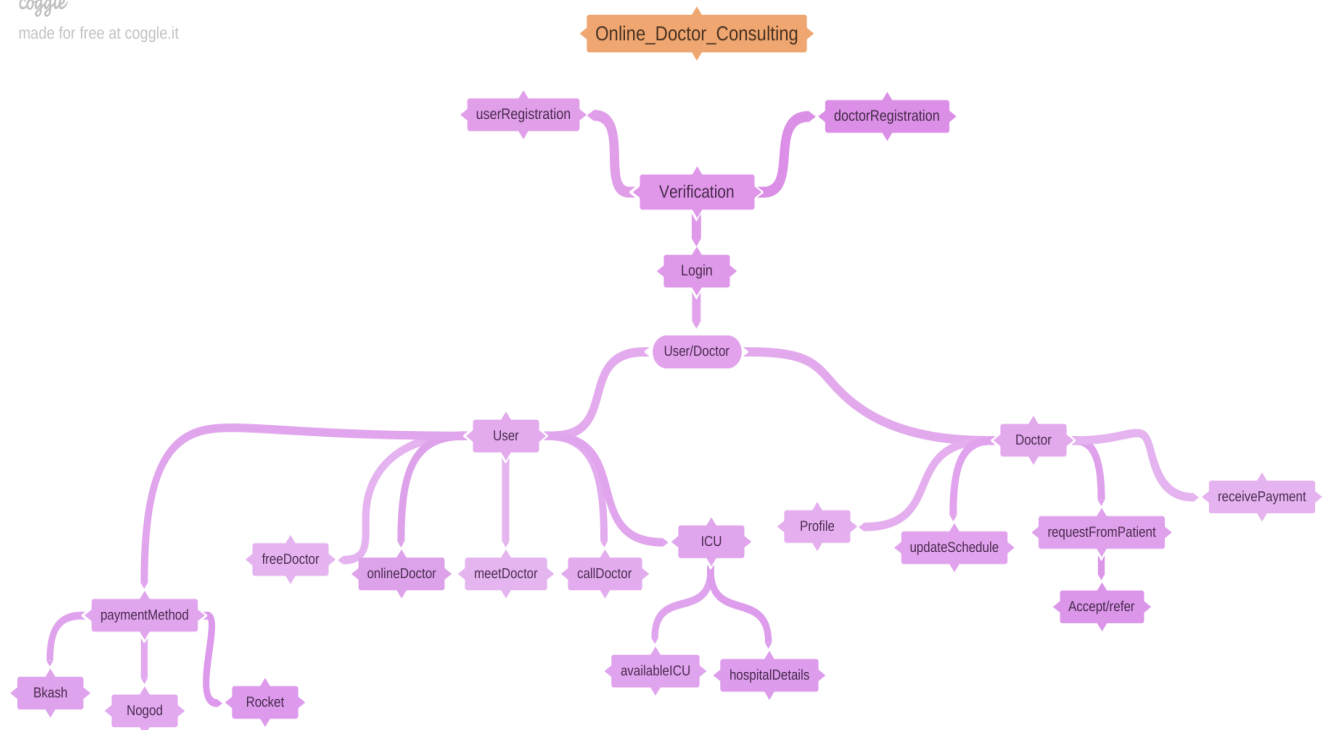 coggle
made for free at coggle.it
Online_Doctor_Consulting
userRegistration
doctorRegistration
Verification
Login
User/Doctor
User
Doctor
receivePayment
Profile
requestFromPatient
ICU
updateSchedule
freeDoctor
onlineDoctor
meetDoctor
callDoctor
Accept/refer
paymentMethod
availableICU
hospitalDetails
Bkash
Nogod
Rocket